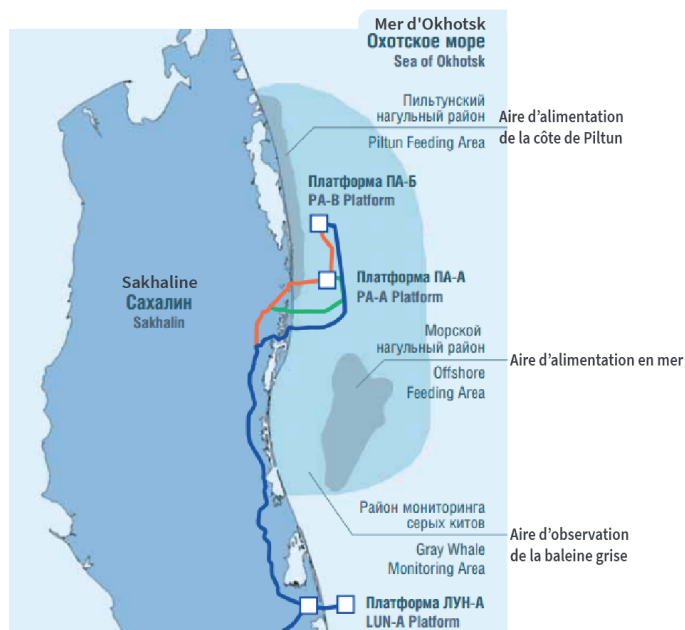 Mer d'Okhotsk
Охотское море
Sea of Okhotsk
Пильтунский
нагульный район
Piltun Feeding Area
Aire d’alimentation
de la côte de Piltun
Платформа ПА-Б
PA-B Platform
Платформа ПА-А
PA-A Platform
Sakhaline
Сахалин
Sakhalin
Морской
нагульный район
Offshore
Feeding Area
Aire d’alimentation en mer
Район мониторинга
серых китов
Gray Whale
Monitoring Area
Aire d’observation
de la baleine grise
Платформа ЛУН-А
LUN-A Platform